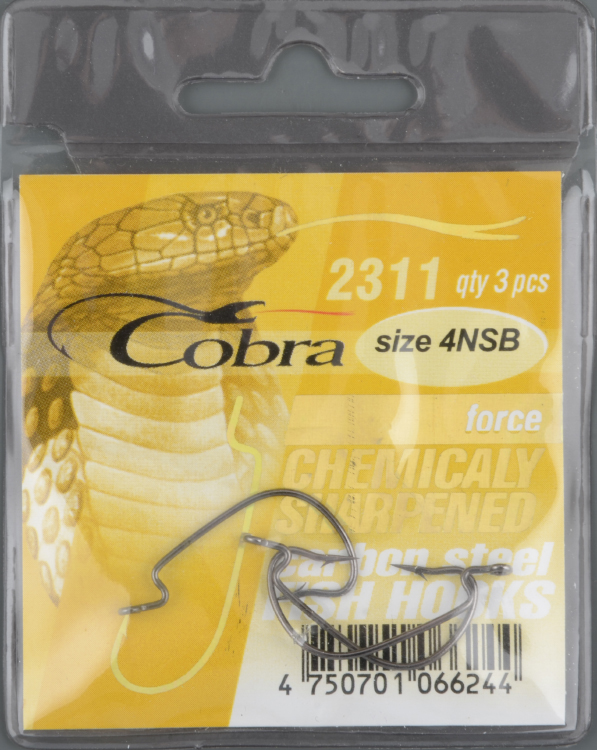 2311 qty 3 pcs
Cobra
size 4NSB
force
CHEMICALY
SHARPENED
carbon steel
FISH HOOKS
4 750701 066244